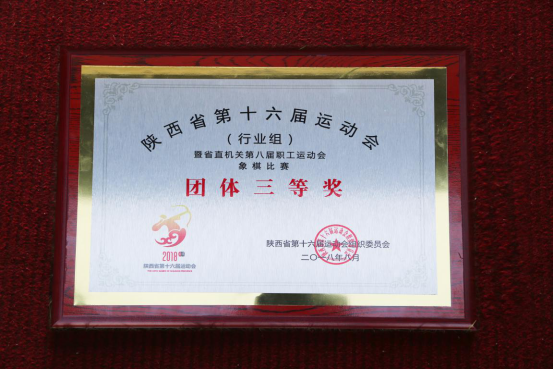 陕西省第十六届运动会
（行业组）
暨省直机关第八届职工运动会
象棋比赛
团体三等奖
2018
陕西省第十六届运动会
陕西省第十六届运动会组织委员会
二〇一八年八月